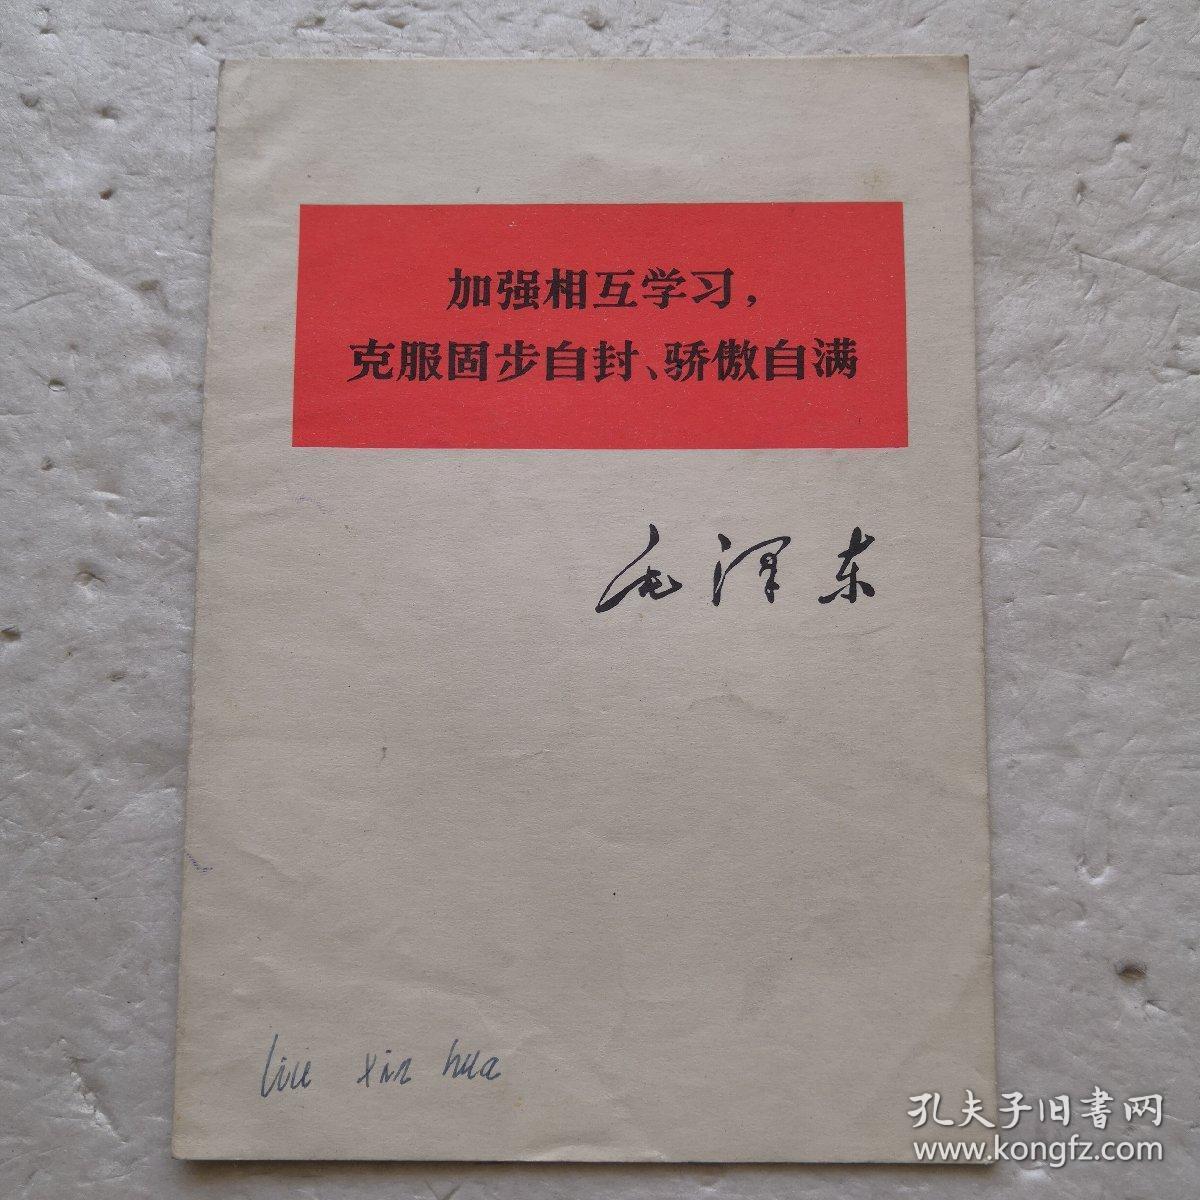 加强相互学习，
克服固步自封、骄傲自满
毛泽东
liu xin hua
孔夫子旧書网
www.kongfz.com